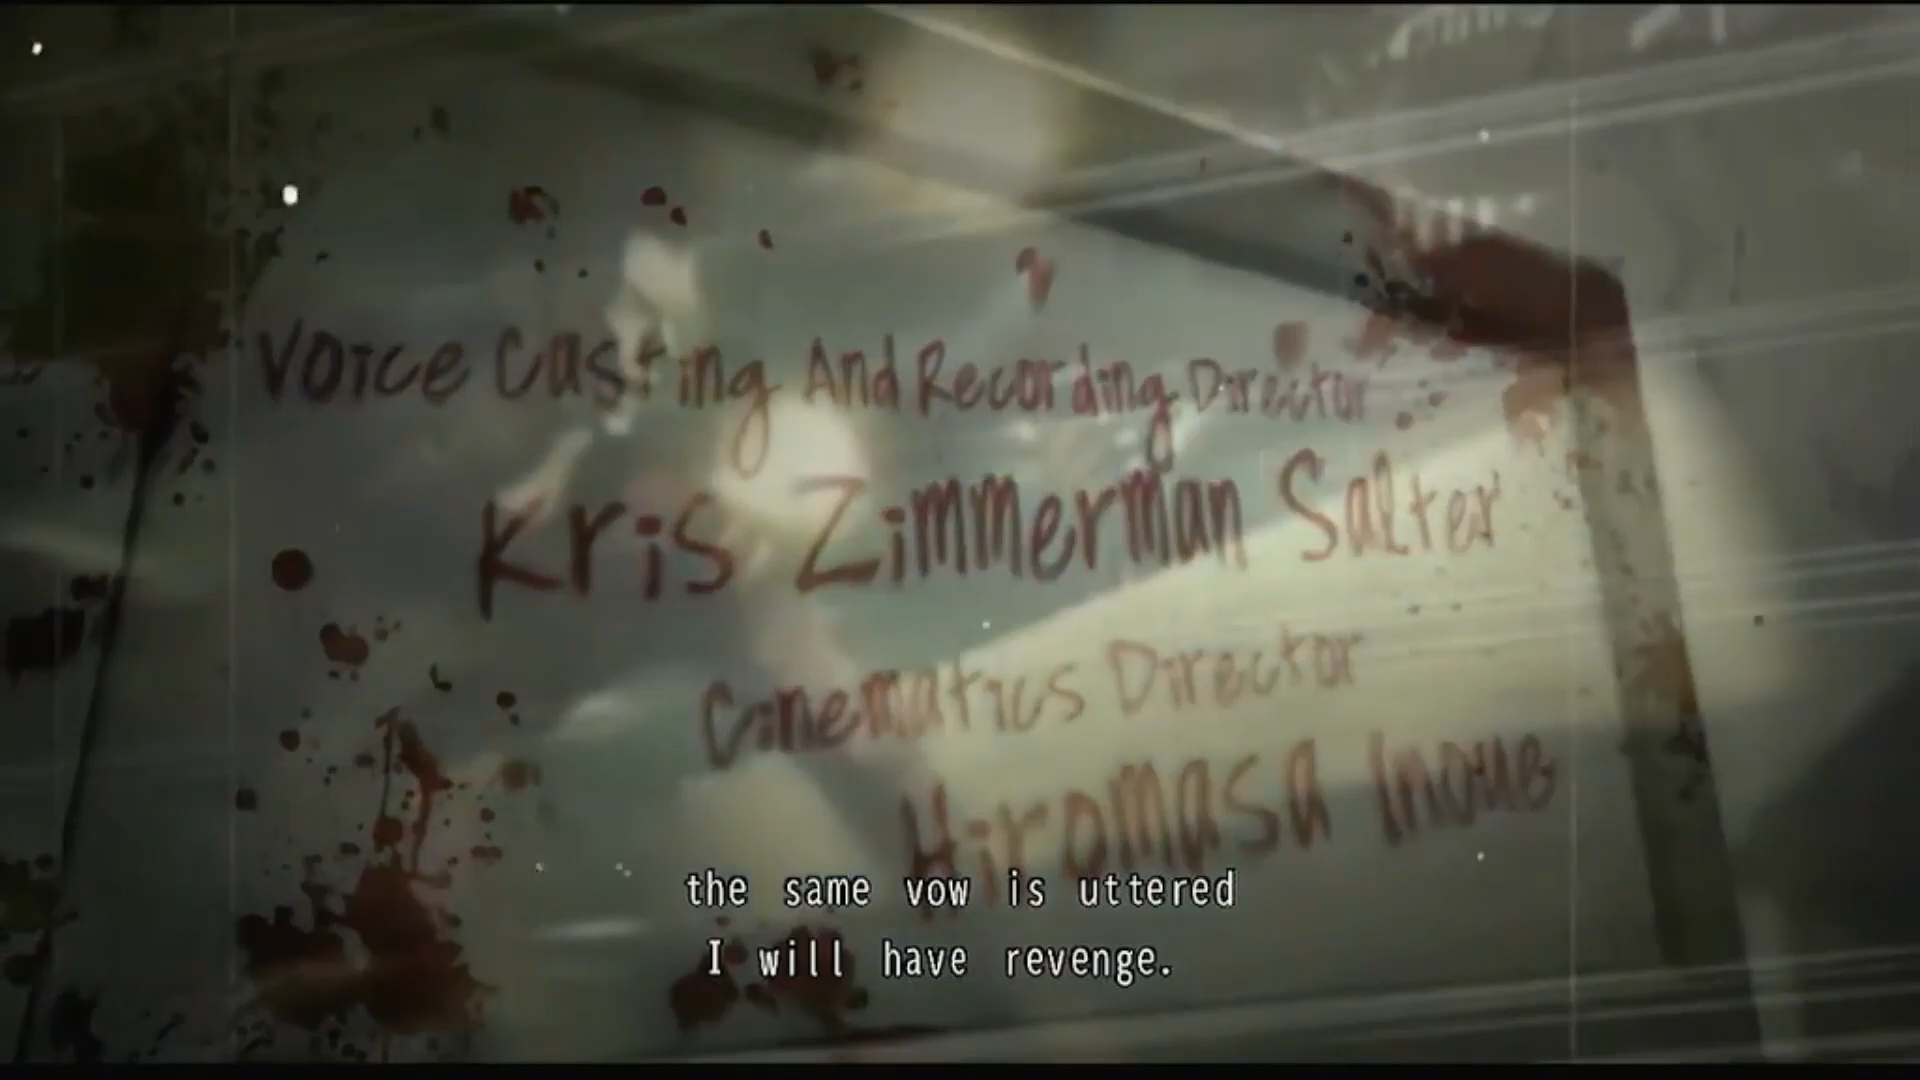 Voice Casting And Recording Director
Kris Zimmerman Salter
Cinematics Director
Hiromasa Inoue
the same vow is uttered
I will have revenge.